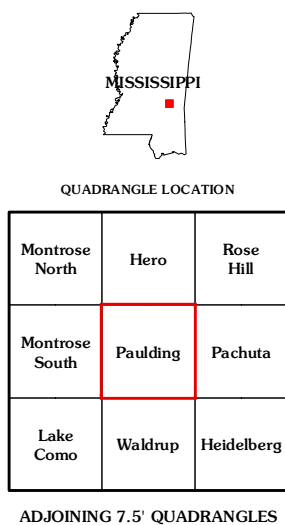 MISSISSIPPI
QUADRANGLE LOCATION
Montrose
North
Hero
Rose
Hill
Montrose
South
Paulding
Pachuta
Lake
Como
Waldrup
Heidelberg
ADJOINING 7.5' QUADRANGLES